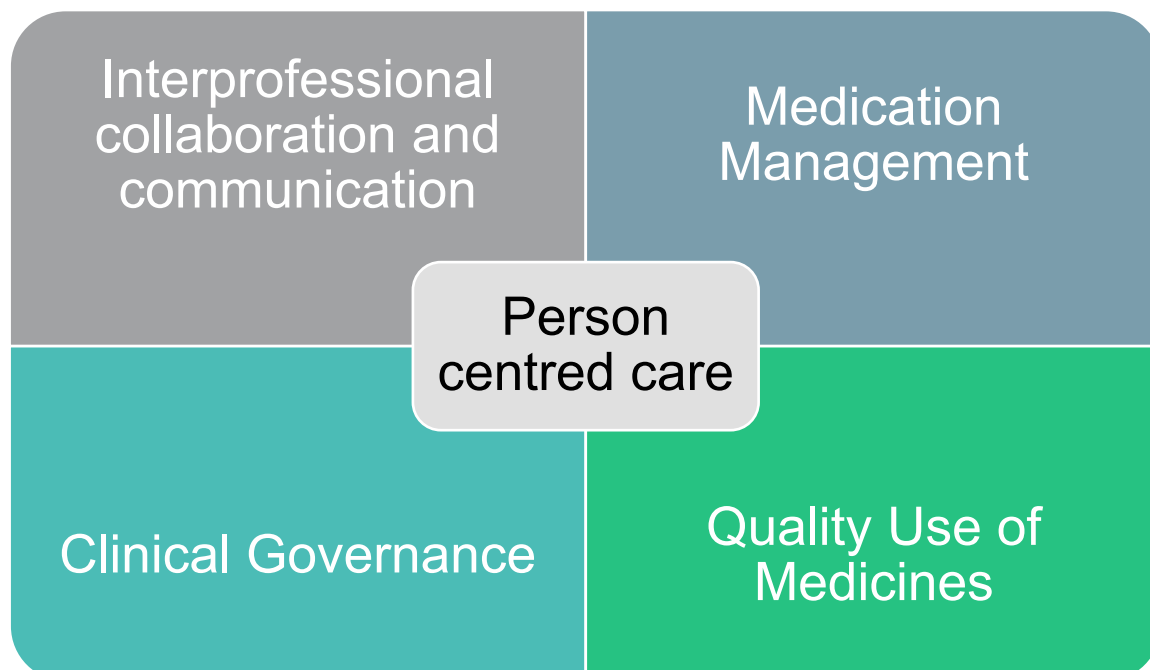 Interprofessional
collaboration and
communication
Medication
Management
Person
centred care
Clinical Governance
Quality Use of
Medicines